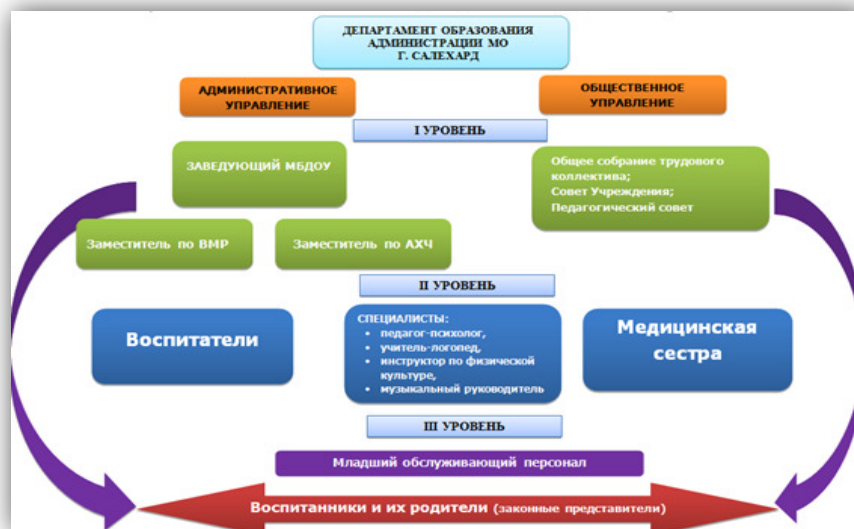 ДЕПАРТАМЕНТ ОБРАЗОВАНИЯ
АДМИНИСТРАЦИИ МО
Г. САЛЕХАРД
АДМИНИСТРАТИВНОЕ
УПРАВЛЕНИЕ
ОБЩЕСТВЕННОЕ
УПРАВЛЕНИЕ
I УРОВЕНЬ
ЗАВЕДУЮЩИЙ МБДОУ
Общее собрание трудового
коллектива;
Совет Учреждения;
Педагогический совет
Заместитель по ВМР
Заместитель по АХЧ
II УРОВЕНЬ
Воспитатели
СПЕЦИАЛИСТЫ:
• педагог-психолог,
• учитель-логопед,
• инструктор по физической
культуре,
• музыкальный руководитель
Медицинская
сестра
III УРОВЕНЬ
Младший обслуживающий персонал
Воспитанники и их родители (законные представители)